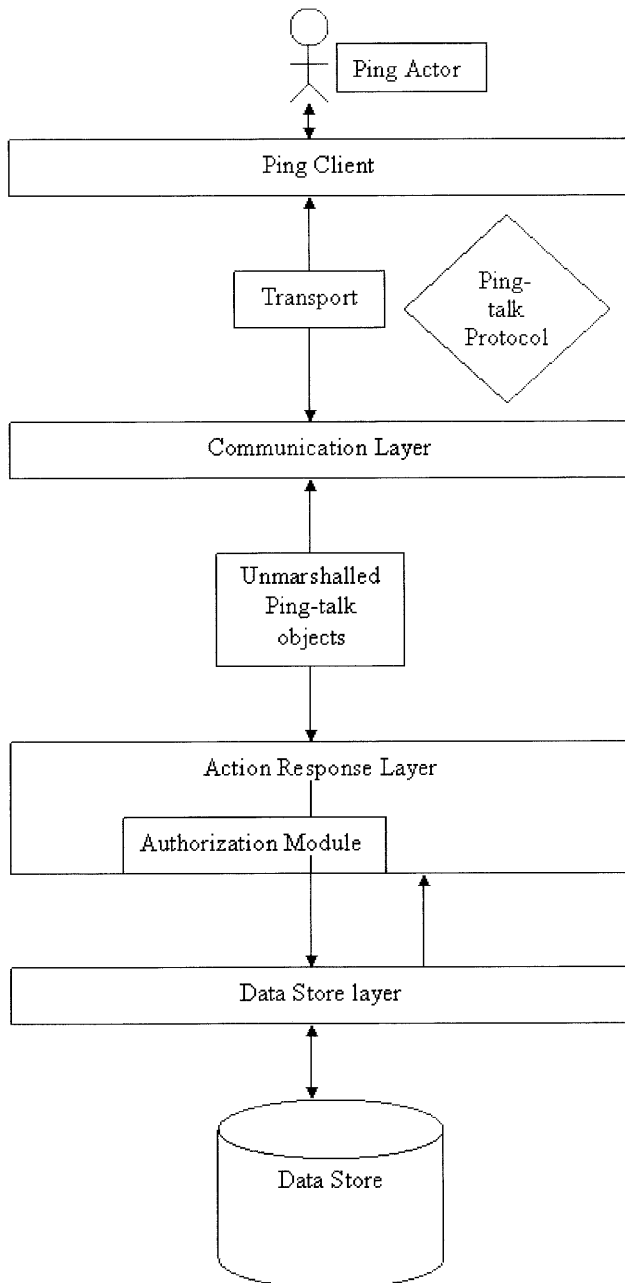 Ping Actor
Ping Client
Transport
Ping-
talk
Protocol
Communication Layer
Unmarshalled
Ping-talk
objects
Action Response Layer
Authorization Module
Data Store layer
Data Store